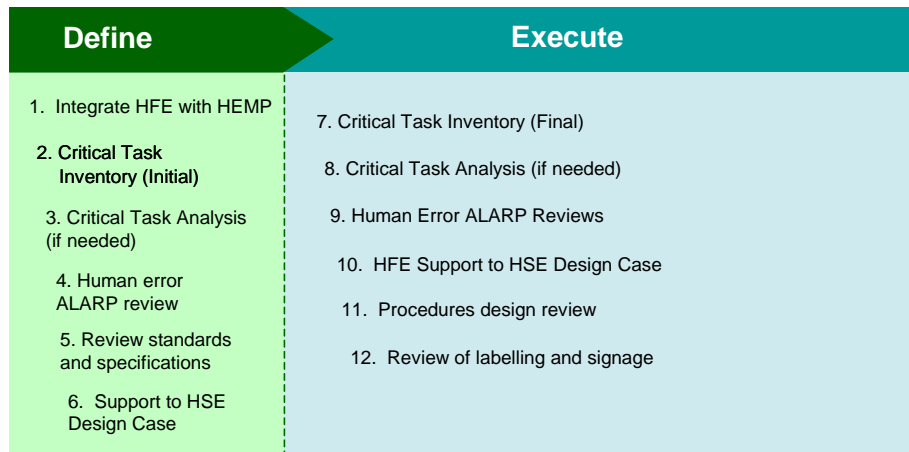 Define
Execute
1. Integrate HFE with HEMP
2. Critical Task
Inventory (Initial)
3. Critical Task Analysis
(if needed)
4. Human error
ALARP review
5. Review standards
and specifications
6. Support to HSE
Design Case
7. Critical Task Inventory (Final)
8. Critical Task Analysis (if needed)
9. Human Error ALARP Reviews
10. HFE Support to HSE Design Case
11. Procedures design review
12. Review of labelling and signage